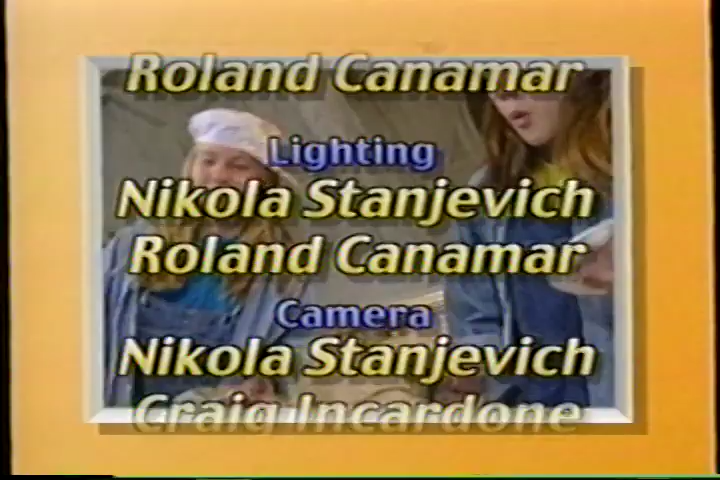 Roland Canamar
Lighting
Nikola Stanjevich
Roland Canamar
Camera
Nikola Stanjevich
Craig Incardone